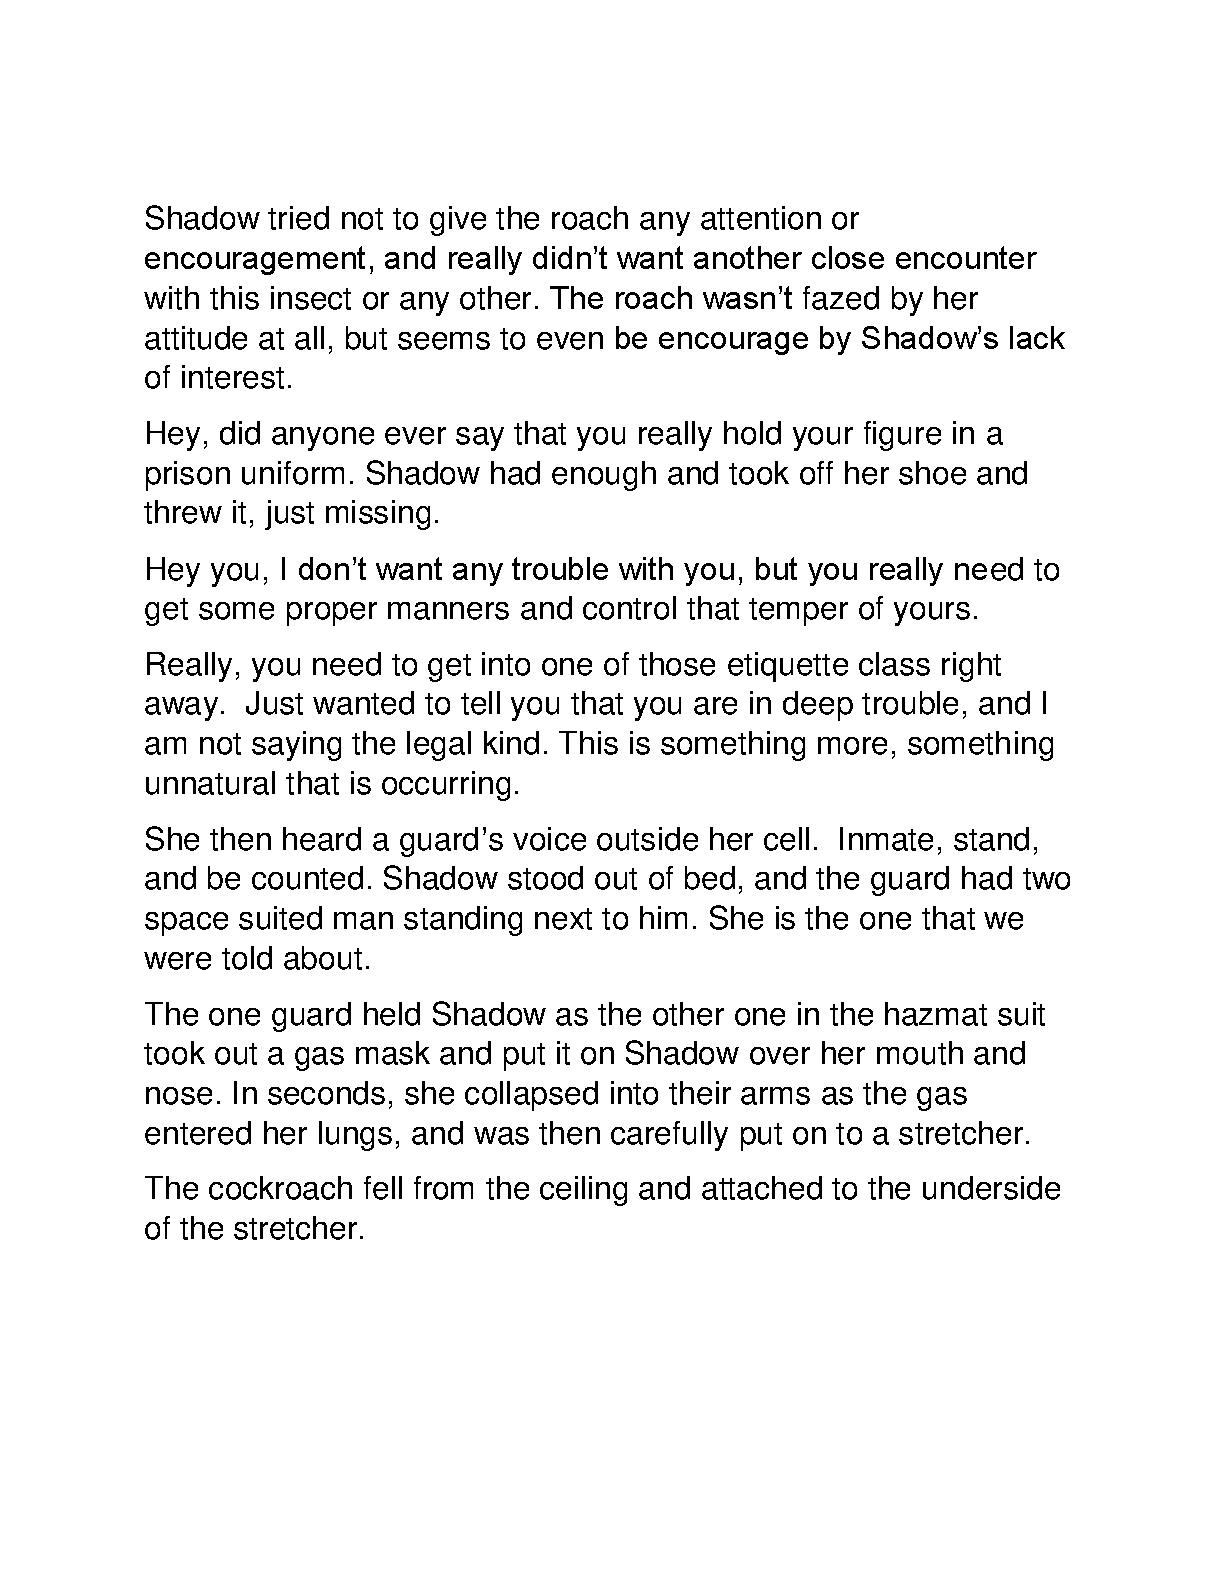 Shadow tried not to give the roach any attention or
encouragement, and really didn’t want another close encounter
with this insect or any other. The roach wasn’t fazed by her
attitude at all, but seems to even be encourage by Shadow’s lack
of interest.
Hey, did anyone ever say that you really hold your figure in a
prison uniform. Shadow had enough and took off her shoe and
threw it, just missing.
Hey you, I don’t want any trouble with you, but you really need to
get some proper manners and control that temper of yours.
Really, you need to get into one of those etiquette class right
away.  Just wanted to tell you that you are in deep trouble, and I
am not saying the legal kind. This is something more, something
unnatural that is occurring.
She then heard a guard’s voice outside her cell.  Inmate, stand,
and be counted. Shadow stood out of bed, and the guard had two
space suited man standing next to him. She is the one that we
were told about.
The one guard held Shadow as the other one in the hazmat suit
took out a gas mask and put it on Shadow over her mouth and
nose. In seconds, she collapsed into their arms as the gas
entered her lungs, and was then carefully put on to a stretcher.
The cockroach fell from the ceiling and attached to the underside
of the stretcher.